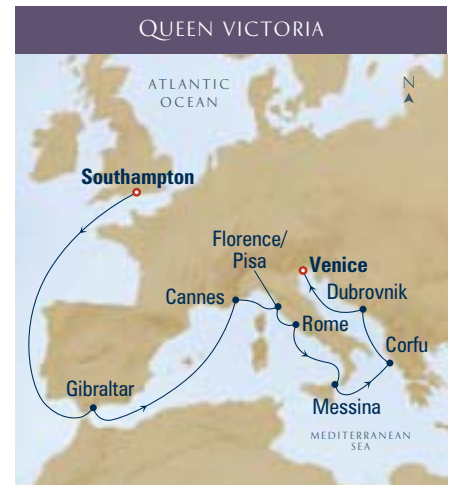 QUEEN VICTORIA
ATLANTIC
OCEAN
N
Southampton
Florence/
Pisa
Venice
Cannes
Dubrovnik
Rome
Corfu
Gibraltar
Messina
MEDITERRANEAN
SEA